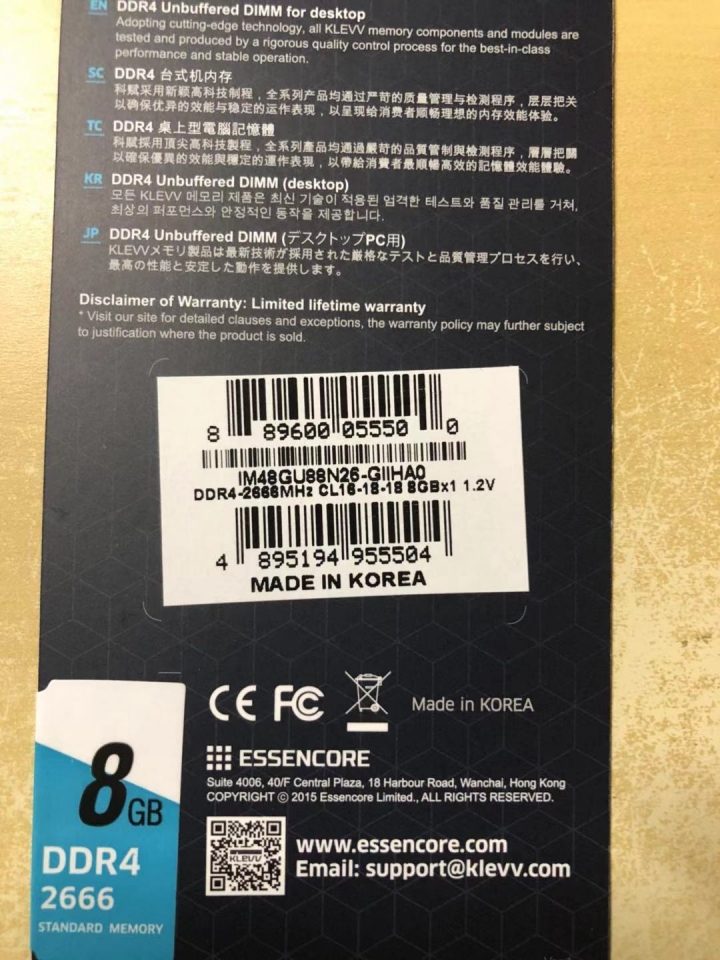 EN DDR4 Unbuffered DIMM for desktop
Adopting cutting-edge technology, all KLEVV memory components and modules are
tested and produced by a rigorous quality control process for the best-in-class
performance and stable operation.
SC DDR4 台式机内存
科赋采用新颖高科技制程，全系列产品均通过严苛的质量管理与检测程序，层层把关
以确保优异的效能与稳定的运作表现，以呈现给消费者顺畅理想的内存效能体验。
TC DDR4 桌上型電腦記憶體
科賦採用頂尖高科技製程，全系列產品均通過嚴苛的品質管制與檢測程序，層層把關
以確保優異的效能與穩定的運作表現，以帶給消費者最順暢高效的記憶體效能體驗。
KR DDR4 Unbuffered DIMM (desktop)
모든 KLEVV 메모리 제품은 최신 기술이 적용된 엄격한 테스트와 품질 관리를 거쳐,
최상의 퍼포먼스와 안정적인 동작을 제공합니다.
JP DDR4 Unbuffered DIMM (デスクトップPC用)
KLEVVメモリ製品は最新技術が採用された厳格なテストと品質管理プロセスを行い、
最高の性能と安定した動作を提供します。
Disclaimer of Warranty: Limited lifetime warranty
* Visit our site for detailed clauses and exceptions, the warranty policy may further subject
to justification where the product is sold.
8 89600 05550 0
IM48GU88N26-GIIHA0
DDR4-2666MHz CL18-18-18 8GBx1 1.2V
4 895194 955504
MADE IN KOREA
CE FC Made in KOREA
ESSENCORE
Suite 4006, 40/F Central Plaza, 18 Harbour Road, Wanchai, Hong Kong
COPYRIGHT © 2015 Essencore Limited., ALL RIGHTS RESERVED.
KLEVV
www.essencore.com
Email: support@klevv.com
8GB
DDR4
2666
STANDARD MEMORY